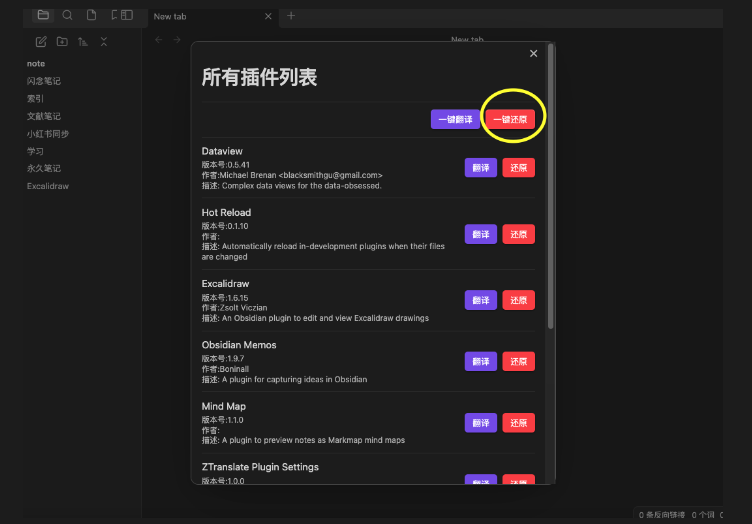 New tab
New tab
note
闪念笔记
索引
文献笔记
小红书同步
学习
永久笔记
Excalidraw
所有插件列表
一键翻译
一键还原
Dataview
版本号:0.5.41
作者:Michael Brenan <blacksmithgu@gmail.com>
描述: Complex data views for the data-obsessed.
翻译
还原
Hot Reload
版本号:0.1.10
作者:
描述: Automatically reload in-development plugins when their files
are changed
翻译
还原
Excalidraw
版本号:1.6.15
作者:Zsolt Viczian
描述: An Obsidian plugin to edit and view Excalidraw drawings
翻译
还原
Obsidian Memos
版本号:1.9.7
作者:Boninall
描述: A plugin for capturing ideas in Obsidian
翻译
还原
Mind Map
版本号:1.1.0
作者:
描述: A plugin to preview notes as Markmap mind maps
翻译
还原
ZTranslate Plugin Settings
版本号:1.0.0
翻译
还原
0 条反向链接 0 个词 0